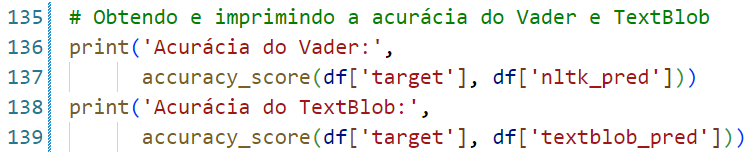 135 # Obtendo e imprimindo a acurácia do Vader e TextBlob
136 print('Acurácia do Vader:',
137 accuracy_score(df['target'], df['nltk_pred']))
138 print('Acurácia do TextBlob:',
139 accuracy_score(df['target'], df['textblob_pred']))